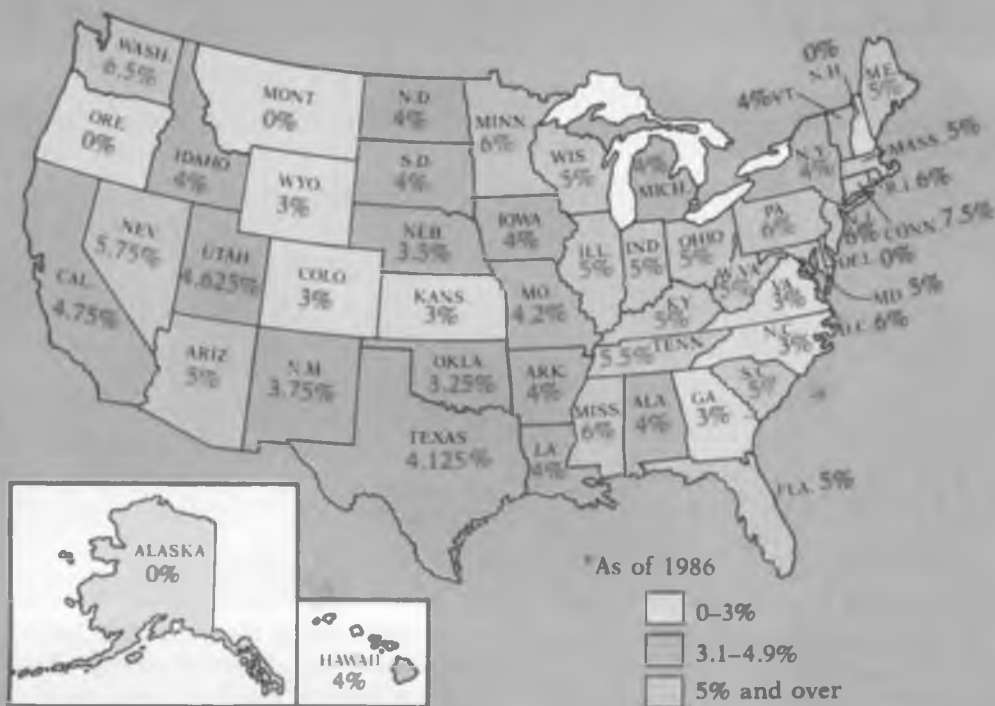 WASH.
6.5%
MONT
0%
N.D
4%
MINN.
6%
0%
N.H
M.E.
5%
4% VT.
ORE.
0%
IDAHO
4%
WYO.
3%
S.D.
4%
WIS.
5%
4%
MICH.
N.Y.
4%
MASS. 5%
R.I. 6%
CONN. 7.5%
NEV.
5.75%
UTAH
4.625%
COLO.
3%
3.5%
IOWA
4%
ILL.
5%
IND
5%
OHIO
5%
PA
6%
6%
DEL.
0%
MD. 5%
CAL.
4.75%
KANS.
3%
MO.
4.2%
KY
5%
W.VA
5%
VA.
3%
D.C. 6%
ARIZ
5%
N.M
3.75%
OKLA.
3.25%
ARK.
4%
5.5% TENN.
N.C.
3%
S.C.
5%
TEXAS
4.125%
LA.
4%
MISS.
6%
ALA
4%
GA.
3%
FLA. 5%
ALASKA
0%
HAWAII
4%
*As of 1986
0–3%
3.1–4.9%
5% and over